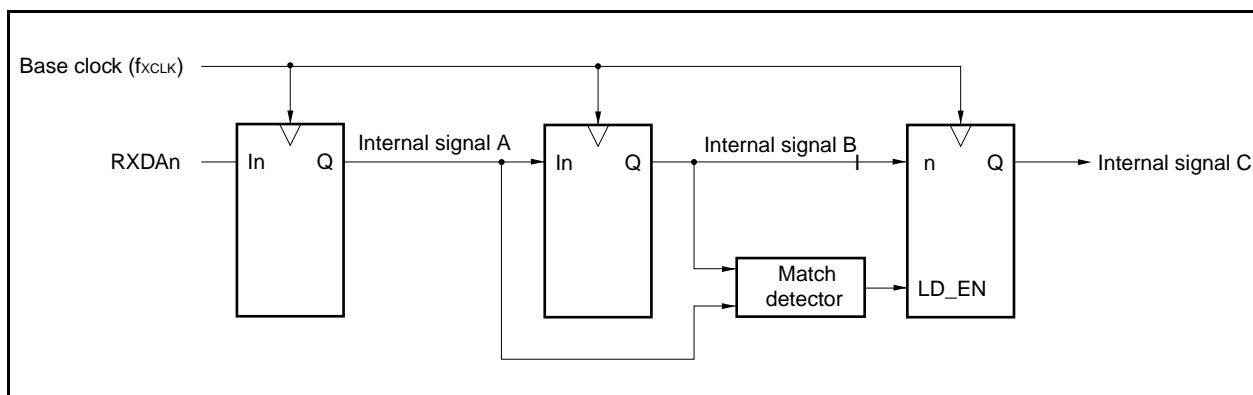 Base clock (fXCLK)
RXDAn
In
Q
Internal signal A
In
Q
Internal signal B
n
Q
Internal signal C
Match
detector
LD_EN